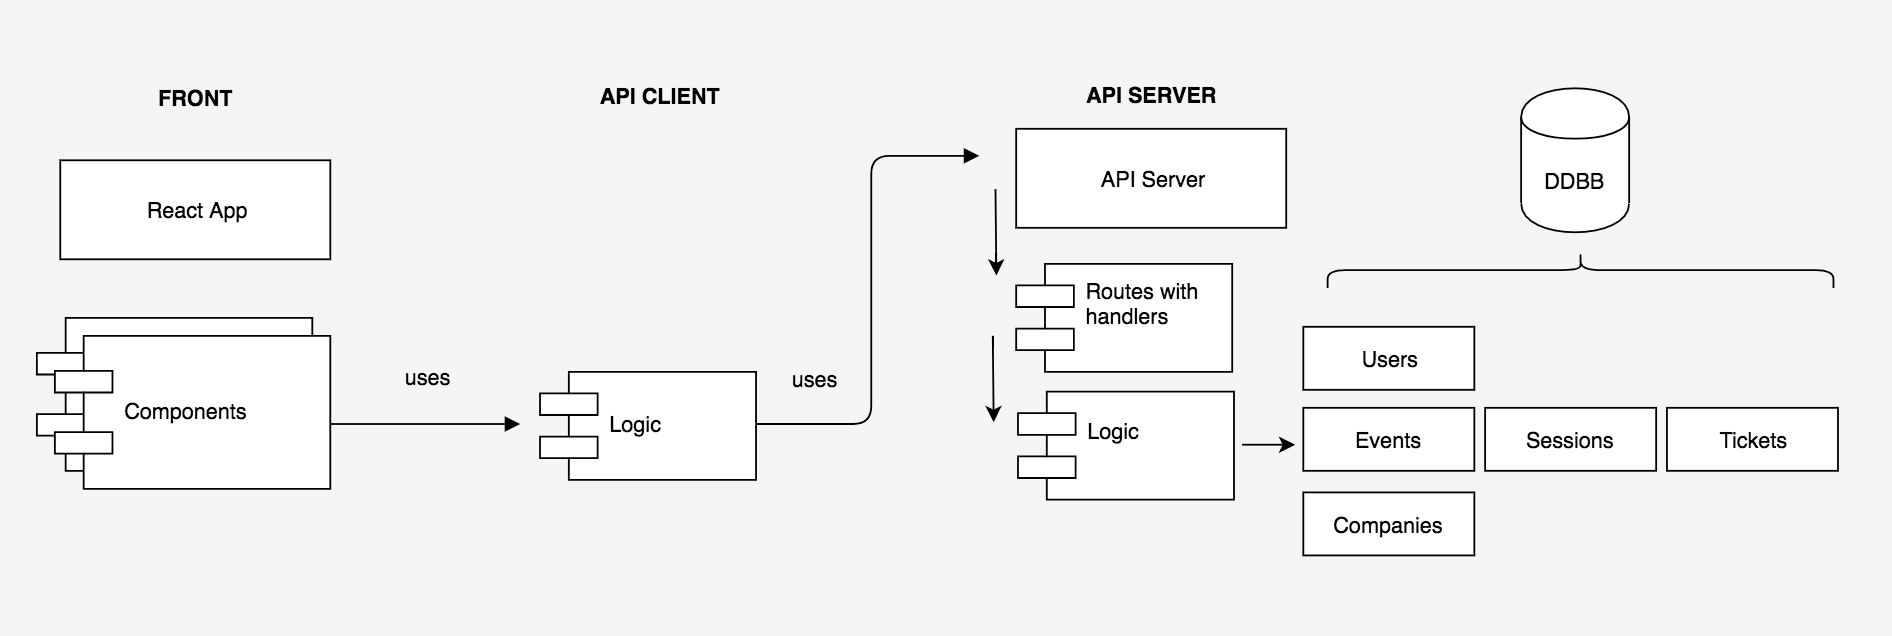 FRONT
API CLIENT
API SERVER
React App
API Server
DDBB
Components
uses
Logic
uses
Routes with
handlers
Logic
Users
Events
Sessions
Tickets
Companies